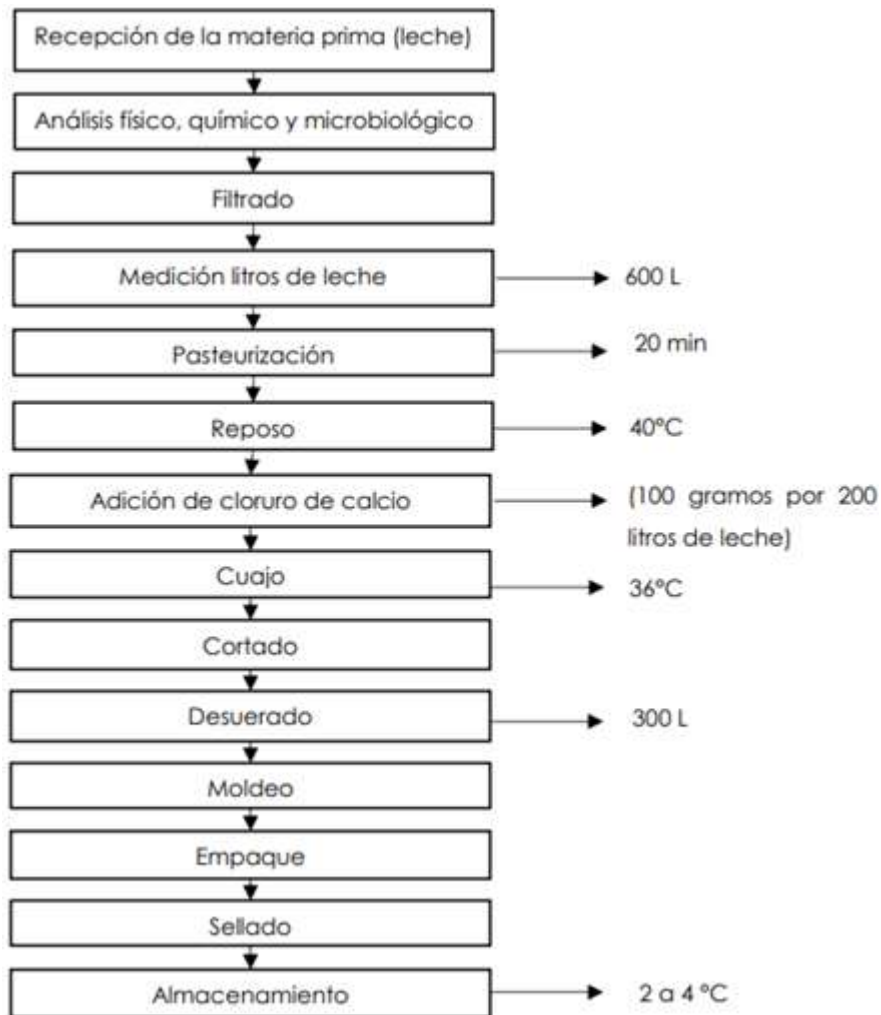 Recepción de la materia prima (leche)
Análisis físico, químico y microbiológico
Filtrado
Medición litros de leche
600 L
Pasteurización
20 min
Reposo
40°C
Adición de cloruro de calcio
(100 gramos por 200
litros de leche)
Cuajo
36°C
Cortado
Desuerado
300 L
Moldeo
Empaque
Sellado
Almacenamiento
2 a 4 °C